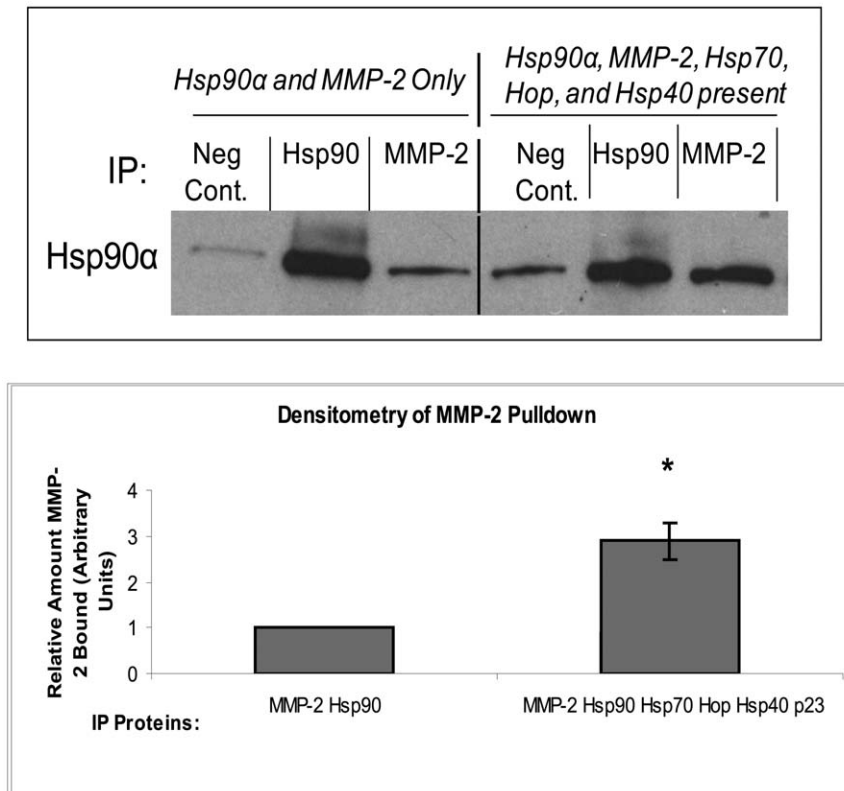 Hsp90α and MMP-2 Only
Hsp90α, MMP-2, Hsp70,
Hop, and Hsp40 present
IP:
Neg
Cont.
Hsp90
MMP-2
Neg
Cont.
Hsp90
MMP-2
Hsp90α
Densitometry of MMP-2 Pulldown
Relative Amount MMP-
2 Bound (Arbitrary
Units)
4
3
2
1
0
*
MMP-2 Hsp90
MMP-2 Hsp90 Hsp70 Hop Hsp40 p23
IP Proteins: